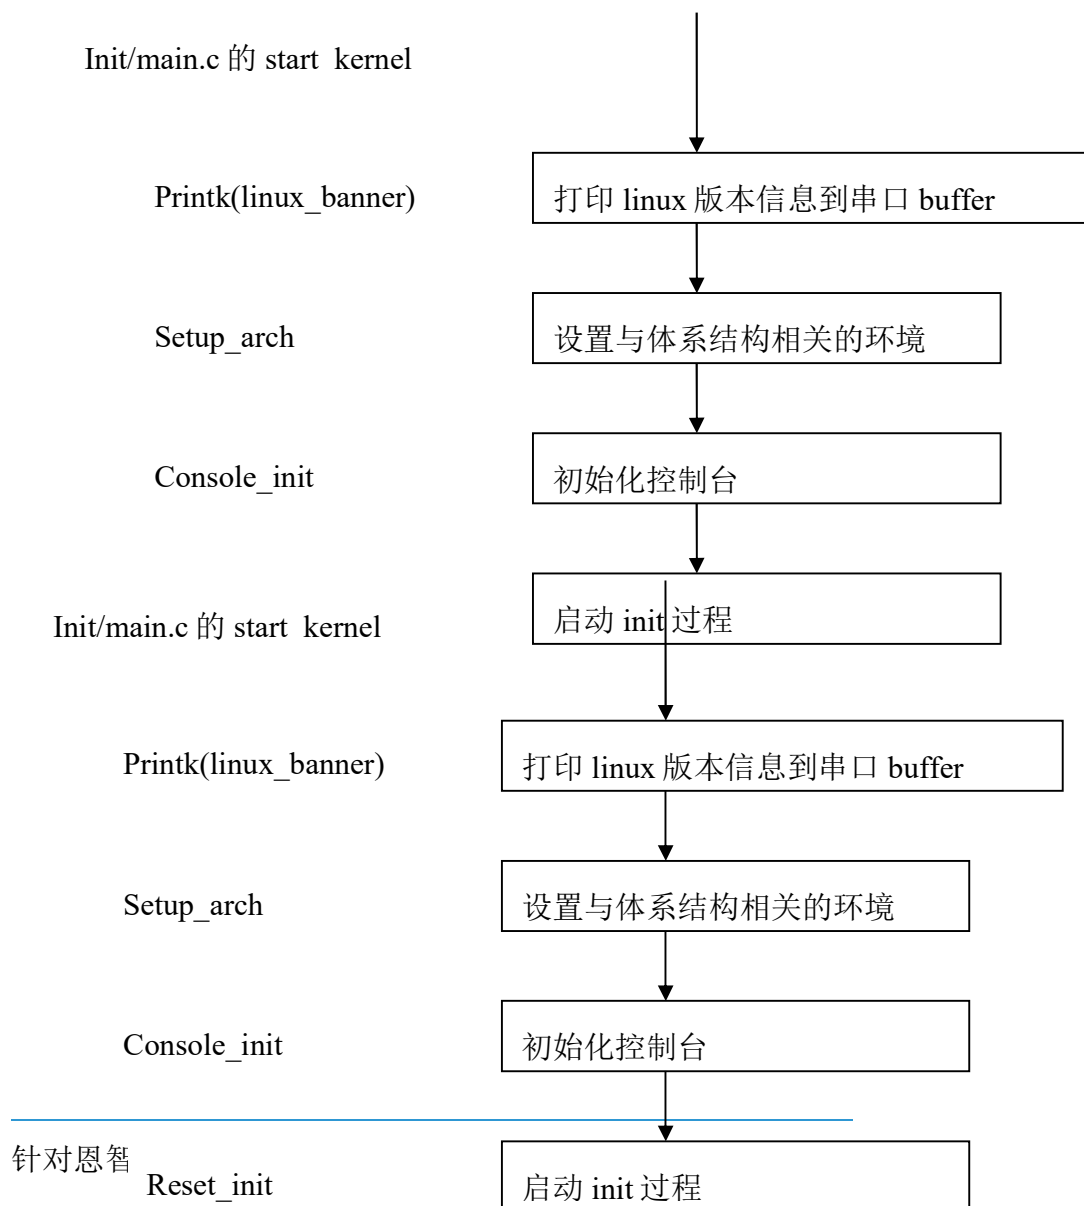 Init/main.c 的 start_kernel
Printk(linux_banner)
打印 linux 版本信息到串口 buffer
Setup_arch
设置与体系结构相关的环境
Console_init
初始化控制台
启动 init 过程
Init/main.c 的 start_kernel
Printk(linux_banner)
打印 linux 版本信息到串口 buffer
Setup_arch
设置与体系结构相关的环境
Console_init
初始化控制台
针对恩智
Reset_init
启动 init 过程